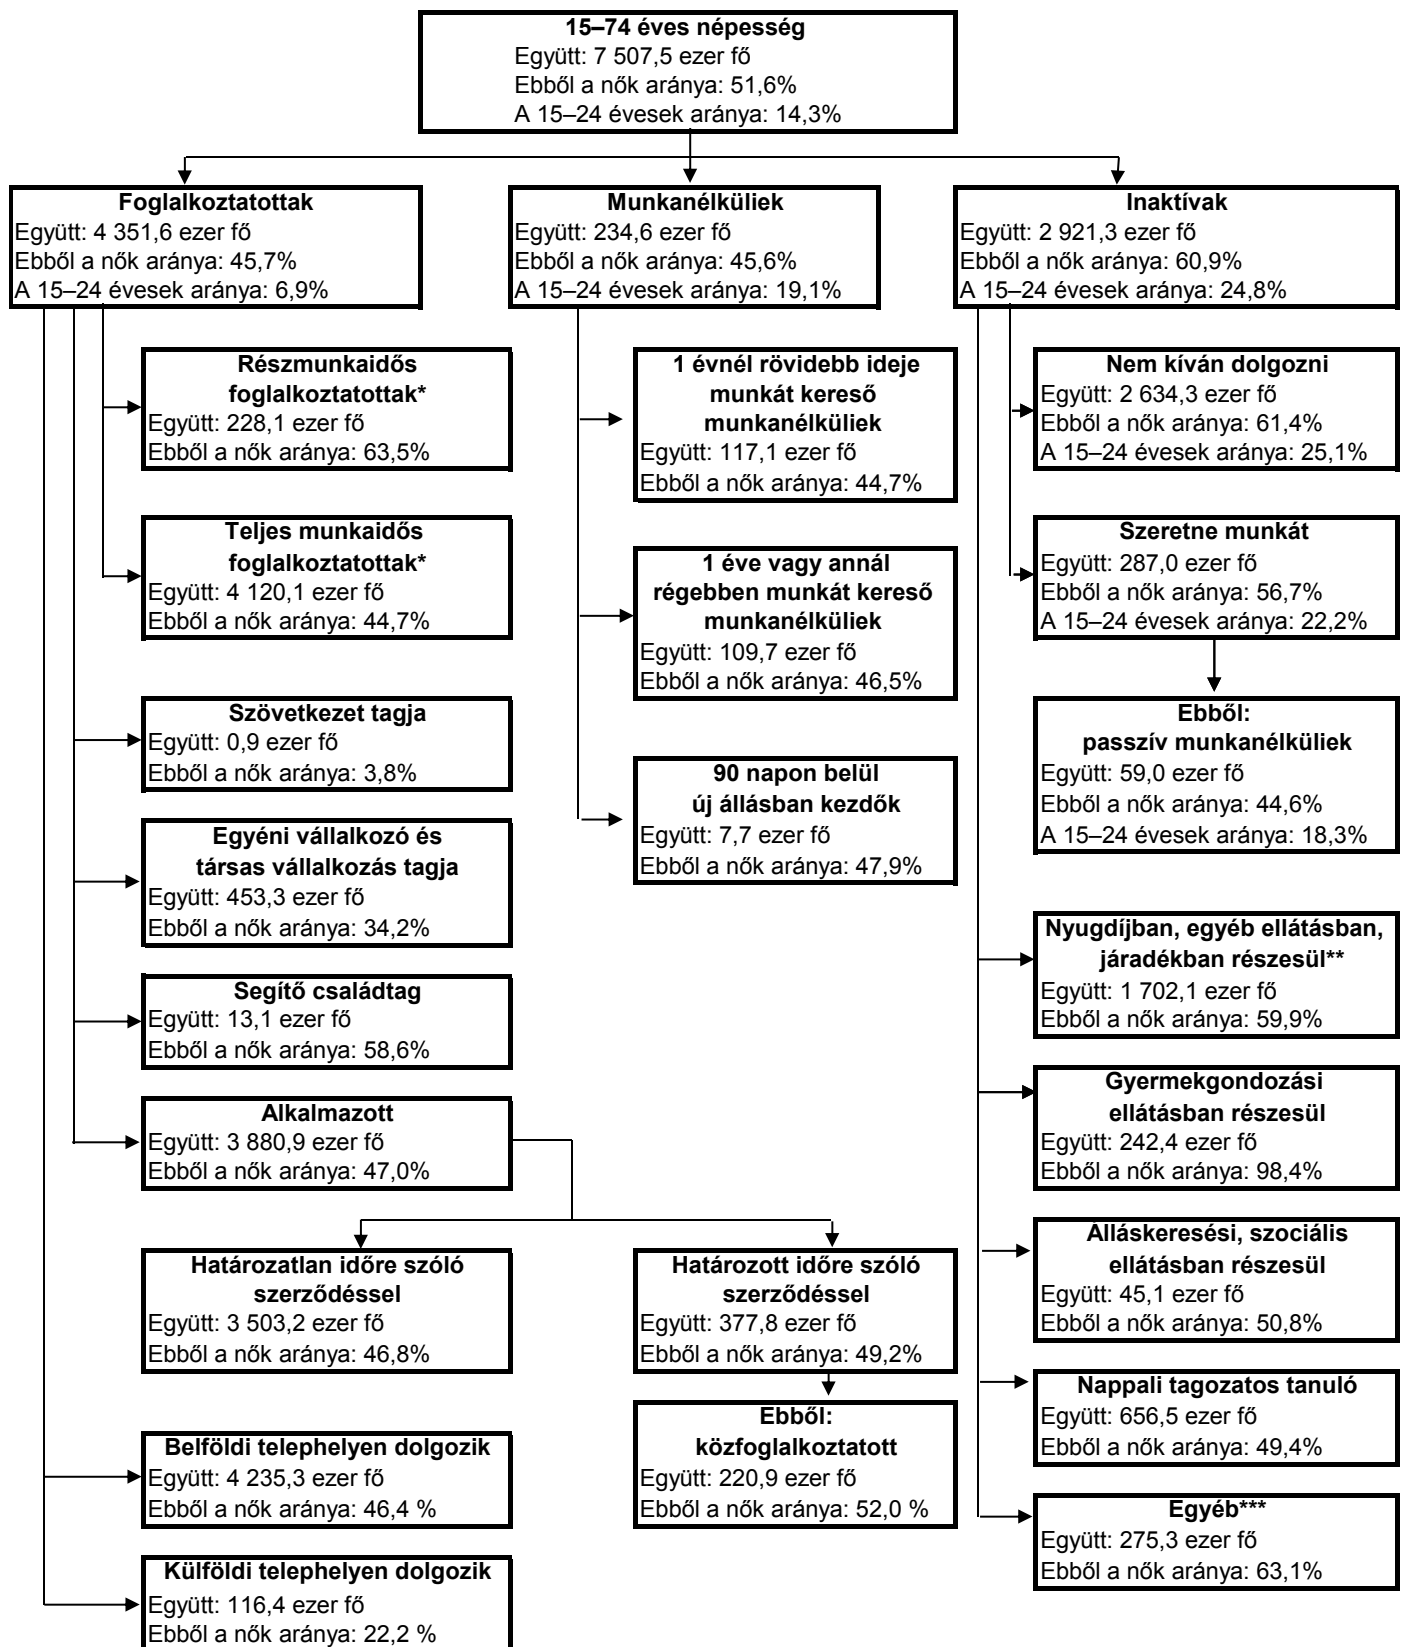 15–74 éves népesség
Együtt: 7 507,5 ezer fő
Ebből a nők aránya: 51,6%
A 15–24 évesek aránya: 14,3%
Foglalkoztatottak
Együtt: 4 351,6 ezer fő
Ebből a nők aránya: 45,7%
A 15–24 évesek aránya: 6,9%
Munkanélküliek
Együtt: 234,6 ezer fő
Ebből a nők aránya: 45,6%
A 15–24 évesek aránya: 19,1%
Inaktívak
Együtt: 2 921,3 ezer fő
Ebből a nők aránya: 60,9%
A 15–24 évesek aránya: 24,8%
Részmunkaidős
foglalkoztatottak*
Együtt: 228,1 ezer fő
Ebből a nők aránya: 63,5%
Teljes munkaidős
foglalkoztatottak*
Együtt: 4 120,1 ezer fő
Ebből a nők aránya: 44,7%
Szövetkezet tagja
Együtt: 0,9 ezer fő
Ebből a nők aránya: 3,8%
Egyéni vállalkozó és
társas vállalkozás tagja
Együtt: 453,3 ezer fő
Ebből a nők aránya: 34,2%
Segítő családtag
Együtt: 13,1 ezer fő
Ebből a nők aránya: 58,6%
Alkalmazott
Együtt: 3 880,9 ezer fő
Ebből a nők aránya: 47,0%
Határozatlan időre szóló
szerződéssel
Együtt: 3 503,2 ezer fő
Ebből a nők aránya: 46,8%
Belföldi telephelyen dolgozik
Együtt: 4 235,3 ezer fő
Ebből a nők aránya: 46,4 %
Külföldi telephelyen dolgozik
Együtt: 116,4 ezer fő
Ebből a nők aránya: 22,2 %
1 évnél rövidebb ideje
munkát kereső
munkanélküliek
Együtt: 117,1 ezer fő
Ebből a nők aránya: 44,7%
1 éve vagy annál
régebben munkát kereső
munkanélküliek
Együtt: 109,7 ezer fő
Ebből a nők aránya: 46,5%
90 napon belül
új állásban kezdők
Együtt: 7,7 ezer fő
Ebből a nők aránya: 47,9%
Határozott időre szóló
szerződéssel
Együtt: 377,8 ezer fő
Ebből a nők aránya: 49,2%
Ebből:
közfoglalkoztatott
Együtt: 220,9 ezer fő
Ebből a nők aránya: 52,0 %
Nem kíván dolgozni
Együtt: 2 634,3 ezer fő
Ebből a nők aránya: 61,4%
A 15–24 évesek aránya: 25,1%
Szeretne munkát
Együtt: 287,0 ezer fő
Ebből a nők aránya: 56,7%
A 15–24 évesek aránya: 22,2%
Ebből:
passzív munkanélküliek
Együtt: 59,0 ezer fő
Ebből a nők aránya: 44,6%
A 15–24 évesek aránya: 18,3%
Nyugdíjban, egyéb ellátásban,
járadékban részesül**
Együtt: 1 702,1 ezer fő
Ebből a nők aránya: 59,9%
Gyermekgondozási
ellátásban részesül
Együtt: 242,4 ezer fő
Ebből a nők aránya: 98,4%
Álláskeresési, szociális
ellátásban részesül
Együtt: 45,1 ezer fő
Ebből a nők aránya: 50,8%
Nappali tagozatos tanuló
Együtt: 656,5 ezer fő
Ebből a nők aránya: 49,4%
Egyéb***
Együtt: 275,3 ezer fő
Ebből a nők aránya: 63,1%